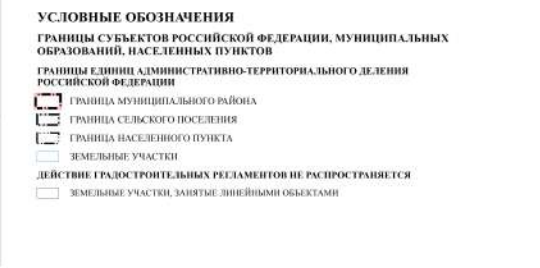 УСЛОВНЫЕ ОБОЗНАЧЕНИЯ
ГРАНИЦЫ СУБЪЕКТОВ РОССИЙСКОЙ ФЕДЕРАЦИИ, МУНИЦИПАЛЬНЫХ
ОБРАЗОВАНИЙ, НАСЕЛЕННЫХ ПУНКТОВ
ГРАНИЦЫ ЕДИНИЦ АДМИНИСТРАТИВНО-ТЕРРИТОРИАЛЬНОГО ДЕЛЕНИЯ
РОССИЙСКОЙ ФЕДЕРАЦИИ
ГРАНИЦА МУНИЦИПАЛЬНОГО РАЙОНА
ГРАНИЦА СЕЛЬСКОГО ПОСЕЛЕНИЯ
ГРАНИЦА НАСЕЛЕННОГО ПУНКТА
ЗЕМЕЛЬНЫЕ УЧАСТКИ
ДЕЙСТВИЕ ГРАДОСТРОИТЕЛЬНЫХ РЕГЛАМЕНТОВ НЕ РАСПРОСТРАНЯЕТСЯ
ЗЕМЕЛЬНЫЕ УЧАСТКИ, ЗАНЯТЫЕ ЛИНЕЙНЫМИ ОБЪЕКТАМИ